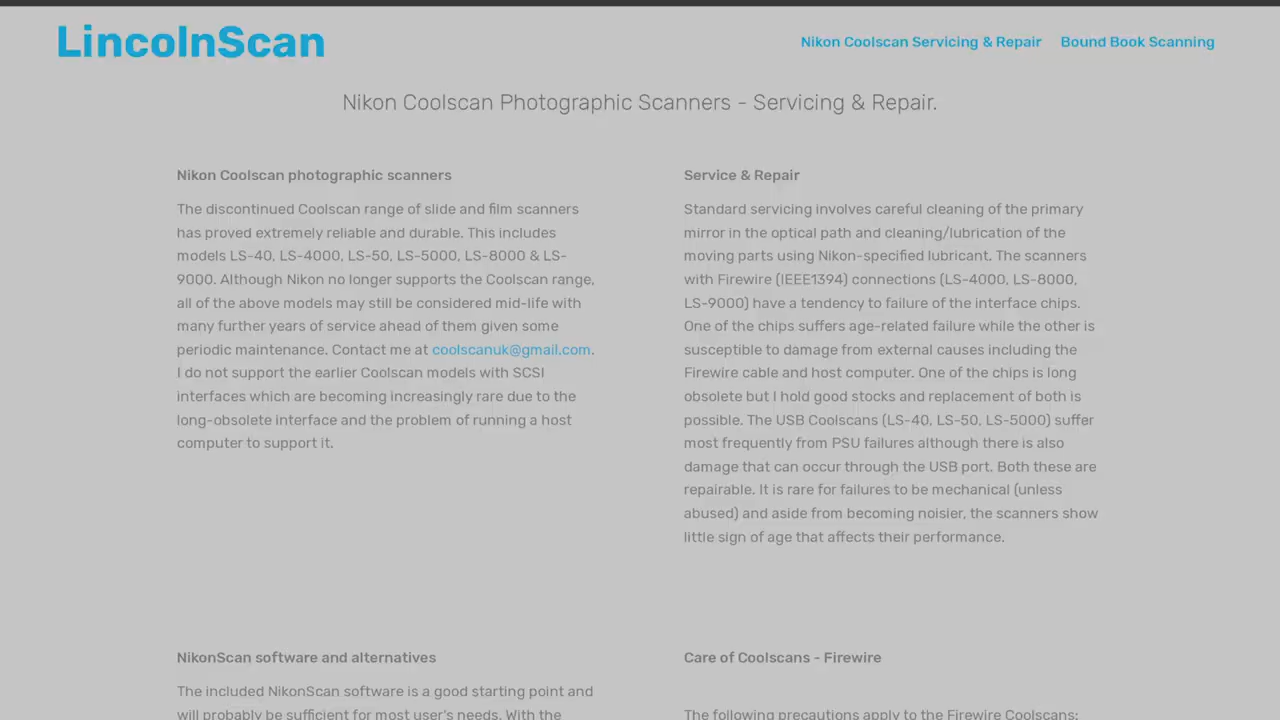 LincolnScan
Nikon Coolscan Servicing & Repair
Bound Book Scanning
Nikon Coolscan Photographic Scanners - Servicing & Repair.
Nikon Coolscan photographic scanners
The discontinued Coolscan range of slide and film scanners
has proved extremely reliable and durable. This includes
models LS-40, LS-4000, LS-50, LS-5000, LS-8000 & LS-
9000. Although Nikon no longer supports the Coolscan range,
all of the above models may still be considered mid-life with
many further years of service ahead of them given some
periodic maintenance. Contact me at coolscanuk@gmail.com.
I do not support the earlier Coolscan models with SCSI
interfaces which are becoming increasingly rare due to the
long-obsolete interface and the problem of running a host
computer to support it.
Service & Repair
Standard servicing involves careful cleaning of the primary
mirror in the optical path and cleaning/lubrication of the
moving parts using Nikon-specified lubricant. The scanners
with Firewire (IEEE1394) connections (LS-4000, LS-8000,
LS-9000) have a tendency to failure of the interface chips.
One of the chips suffers age-related failure while the other is
susceptible to damage from external causes including the
Firewire cable and host computer. One of the chips is long
obsolete but I hold good stocks and replacement of both is
possible. The USB Coolscans (LS-40, LS-50, LS-5000) suffer
most frequently from PSU failures although there is also
damage that can occur through the USB port. Both these are
repairable. It is rare for failures to be mechanical (unless
abused) and aside from becoming noisier, the scanners show
little sign of age that affects their performance.
NikonScan software and alternatives
The included NikonScan software is a good starting point and
will probably be sufficient for most user's needs. With the
Care of Coolscans - Firewire
The following precautions apply to the Firewire Coolscans: